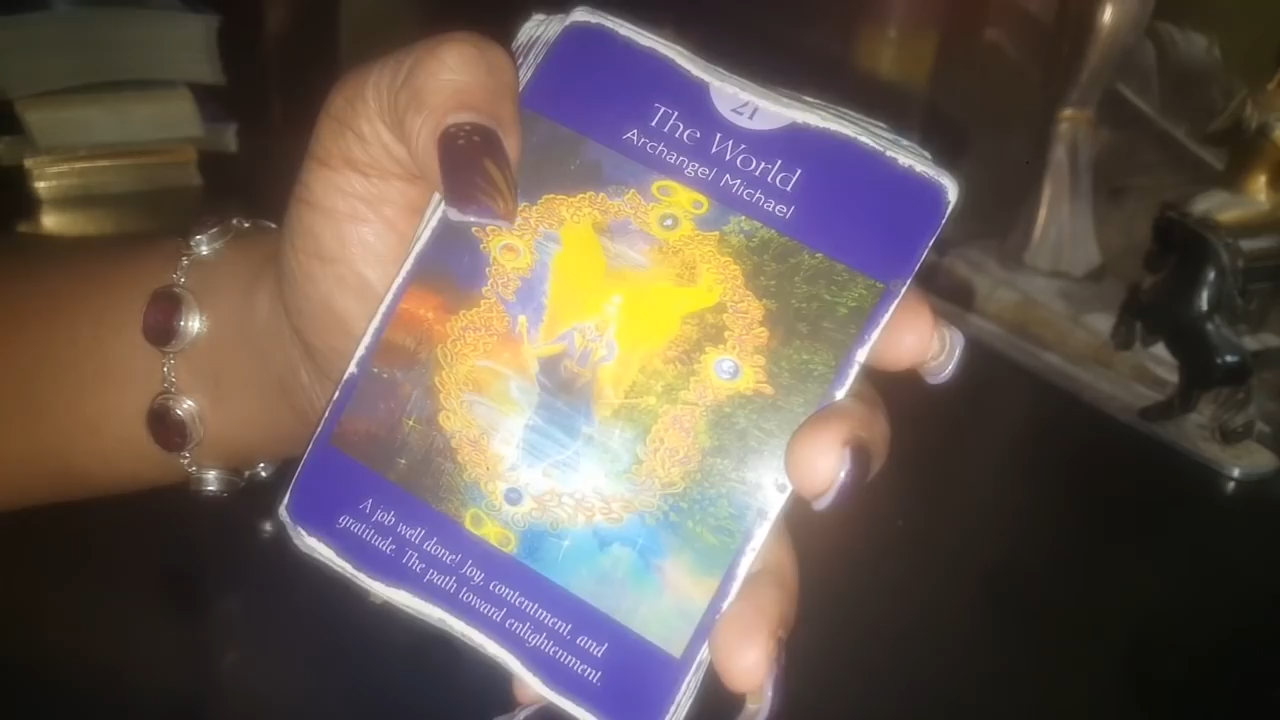 21
The World
Archangel Michael
A job well done! Joy, contentment, and
gratitude. The path toward enlightenment.